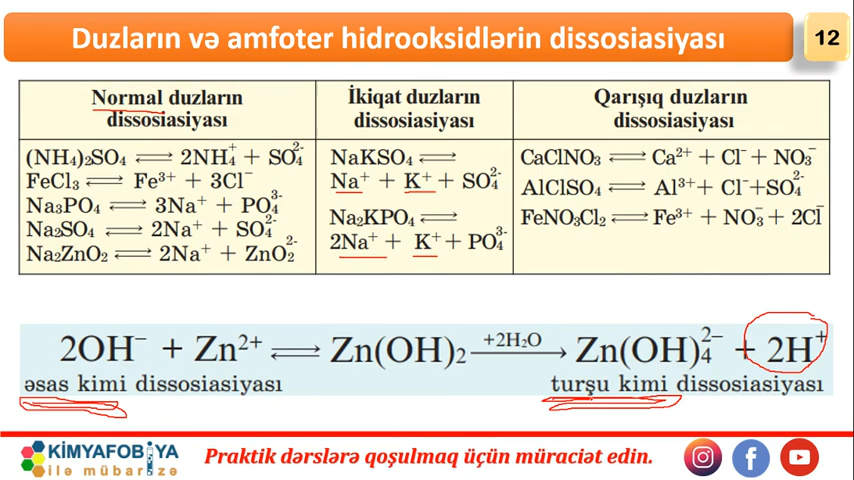 Duzların və amfoter hidrooksidlərin dissosiasiyası
12
Normal duzların
dissosiasiyası
(NH₄)₂SO₄ ⇌ 2NH₄⁺ + SO₄²⁻
FeCl₃ ⇌ Fe³⁺ + 3Cl⁻
Na₃PO₄ ⇌ 3Na⁺ + PO₄³⁻
Na₂SO₄ ⇌ 2Na⁺ + SO₄²⁻
Na₂ZnO₂ ⇌ 2Na⁺ + ZnO₂²⁻
İkiqat duzların
dissosiasiyası
NaKSO₄ ⇌
Na⁺ + K⁺ + SO₄²⁻
Na₂KPO₄ ⇌
2Na⁺ + K⁺ + PO₄³⁻
Qarışıq duzların
dissosiasiyası
CaClNO₃ ⇌ Ca²⁺ + Cl⁻ + NO₃⁻
AlClSO₄ ⇌ Al³⁺ + Cl⁻ + SO₄²⁻
FeNO₃Cl₂ ⇌ Fe³⁺ + NO₃⁻ + 2Cl⁻
2OH⁻ + Zn²⁺ ⇌ Zn(OH)₂ +2H₂O → Zn(OH)₄²⁻ + 2H⁺
əsas kimi dissosiasiyası turşu kimi dissosiasiyası
KİMYAFOBİYA
ilə mübarizə
Praktik dərslərə qoşulmaq üçün müraciət edin.